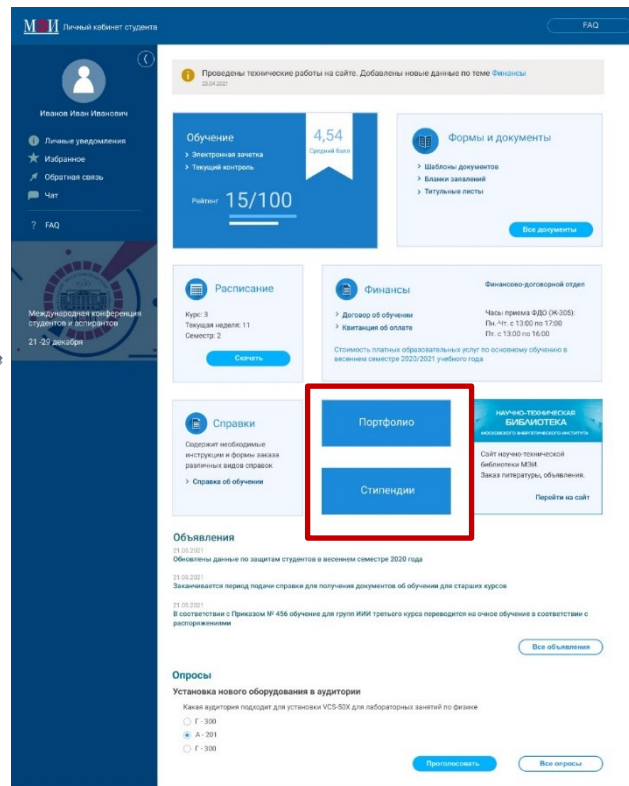 МЭИ Личный кабинет студента
FAQ
Иванов Иван Иванович
Личные уведомления
Избранное
Обратная связь
Чат
? FAQ
Международная конференция
студентов и аспирантов
21 -29 декабря
Проведены технические работы на сайте. Добавлены новые данные по теме Финансы
23.04.2021
Обучение
> Электронная зачетка
> Текущий контроль
4,54
Средний балл
Рейтинг 15/100
Формы и документы
> Шаблоны документов
> Бланки заявлений
> Титульные листы
Все документы
Расписание
Курс: 3
Текущая неделя: 11
Семестр: 2
Скачать
Финансы
> Договор об обучении
> Квитанция об оплате
Финансово-договорной отдел
Часы приема ФДО (Ж-305):
Пн.-Чт. с 13:00 по 17:00
Пт. с 13:00 по 16:00
Стоимость платных образовательных услуг по основному обучению в
весеннем семестре 2020/2021 учебного
года
Справки
Содержит необходимые
инструкции и формы заказа
различных видов справок
> Справка об обучении
Портфолио
Стипендии
НАУЧНО-ТЕХНИЧЕСКАЯ
БИБЛИОТЕКА
МОСКОВСКОГО ЭНЕРГЕТИЧЕСКОГО ИНСТИТУТА
Сайт научно-технической
библиотеки МЭИ.
Заказ литературы, объявления.
Перейти на сайт
Объявления
21.05.2021
Обновлены данные по защитам студентов в весеннем семестре 2020 года
21.05.2021
Заканчивается период подачи справки для получения документов об обучении для старших курсов
21.05.2021
В соответствии с Приказом № 456 обучение для групп ИИИ третьего курса переводится на очное обучение в соответствии с
распоряжениями
Все объявления
Опросы
Установка нового оборудования в аудитории
Какая аудитория подходит для установки VCS-50X для лабораторных занятий по физике
Г - 300
А - 201
Г - 300
Проголосовать
Все опросы